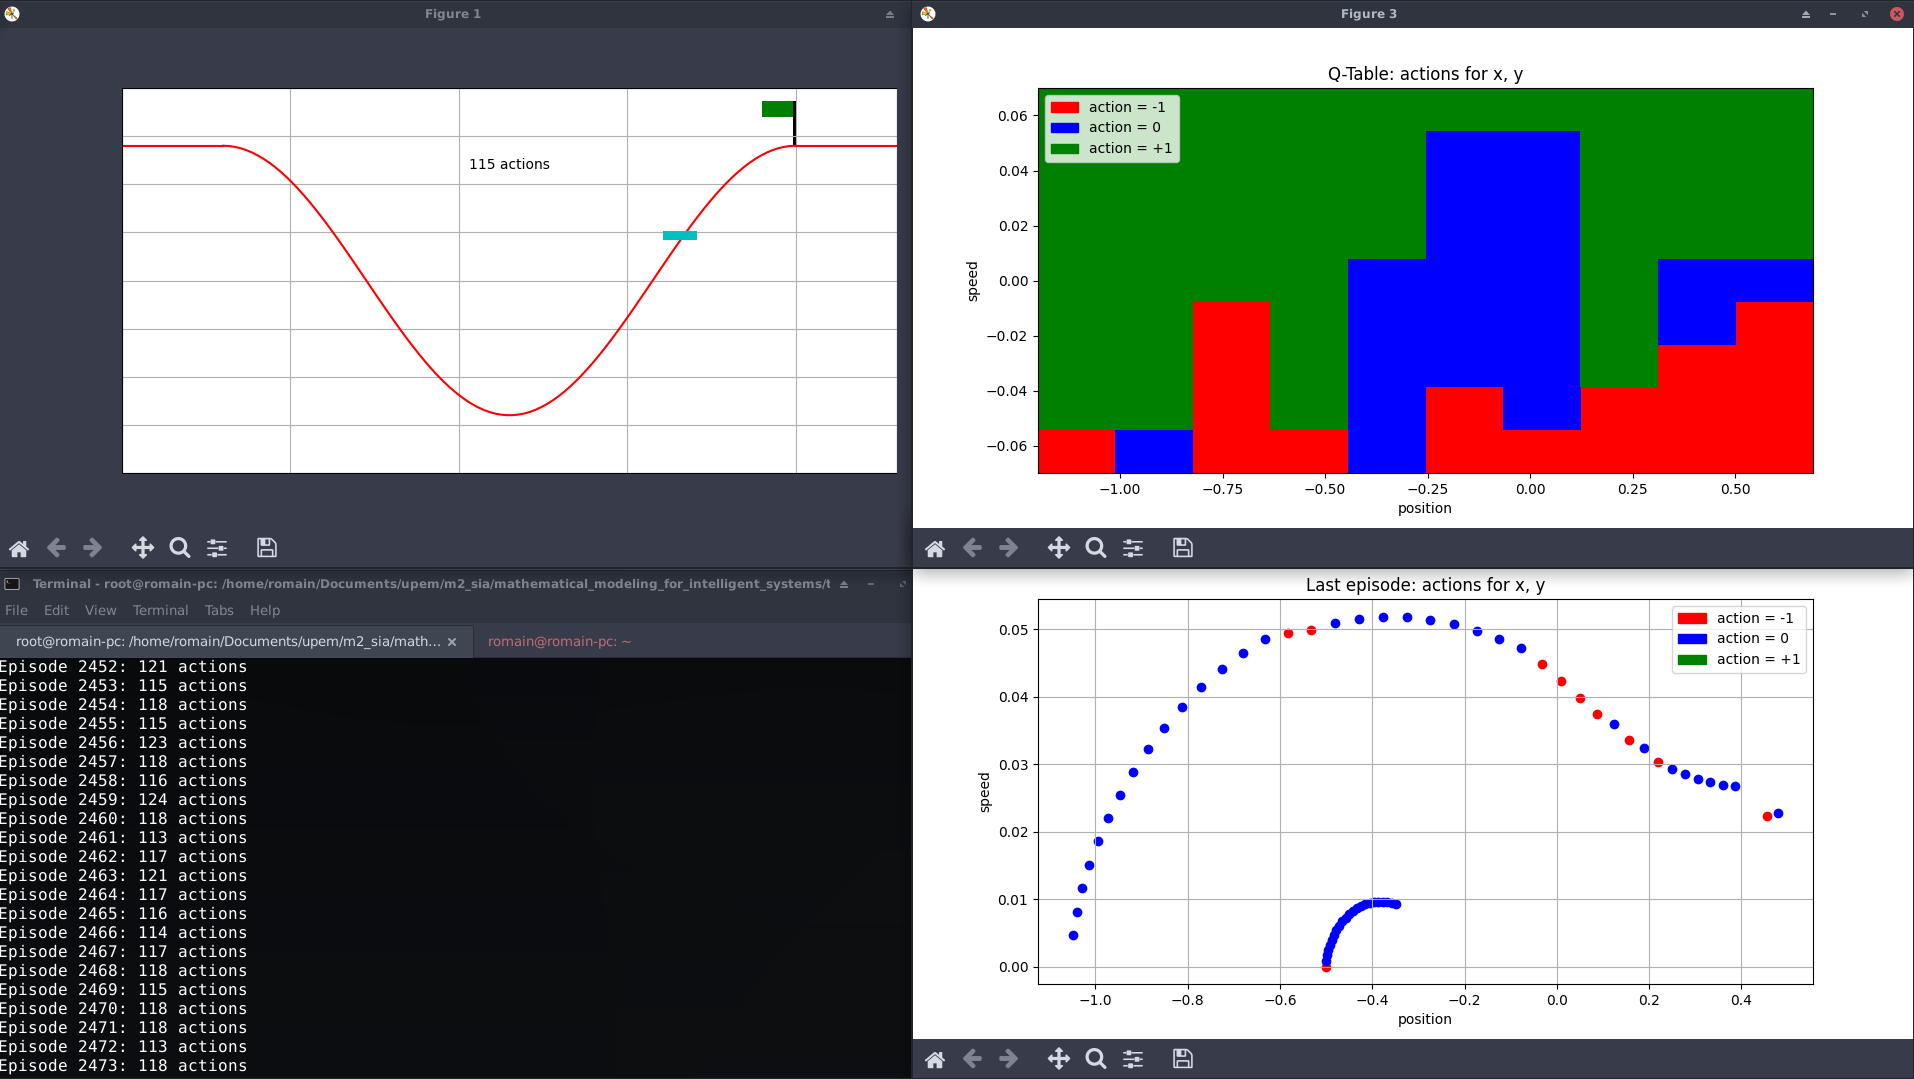 Figure 1
115 actions
Figure 3
Q-Table: actions for x, y
action = -1
action = 0
action = +1
0.06
0.04
0.02
0.00
−0.02
−0.04
−0.06
speed
−1.00
−0.75
−0.50
−0.25
0.00
0.25
0.50
position
Terminal - root@romain-pc: /home/romain/Documents/upem/m2_sia/mathematical_modeling_for_intelligent_systems/t
File Edit View Terminal Tabs Help
root@romain-pc: /home/romain/Documents/upem/m2_sia/math...
romain@romain-pc: ~
Episode 2452: 121 actions
Episode 2453: 115 actions
Episode 2454: 118 actions
Episode 2455: 115 actions
Episode 2456: 123 actions
Episode 2457: 118 actions
Episode 2458: 116 actions
Episode 2459: 124 actions
Episode 2460: 118 actions
Episode 2461: 113 actions
Episode 2462: 117 actions
Episode 2463: 121 actions
Episode 2464: 117 actions
Episode 2465: 116 actions
Episode 2466: 114 actions
Episode 2467: 117 actions
Episode 2468: 118 actions
Episode 2469: 115 actions
Episode 2470: 118 actions
Episode 2471: 118 actions
Episode 2472: 113 actions
Episode 2473: 118 actions
Last episode: actions for x, y
action = -1
action = 0
action = +1
0.05
0.04
0.03
0.02
0.01
0.00
speed
−1.0
−0.8
−0.6
−0.4
−0.2
0.0
0.2
0.4
position